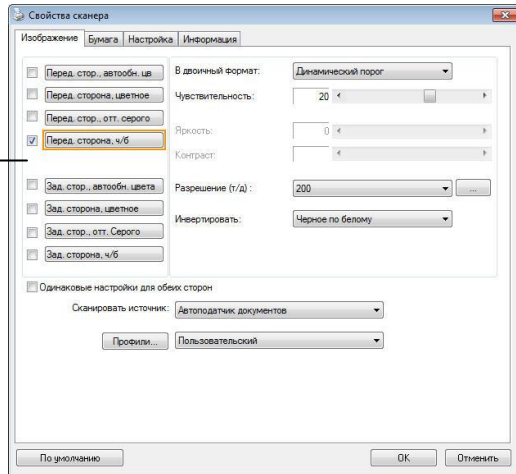 Свойства сканера
Изображение Бумага Настройка Информация
Перед. стор., автообн. цв
Перед. сторона, цветное
Перед. стор., отт. серого
Перед. сторона, ч/б
Зад. стор., автообн. цвета
Зад. сторона, цветное
Зад. стор., отт. Серого
Зад. сторона, ч/б
В двоичный формат: Динамический порог
Чувствительность: 20
Яркость: 0
Контраст:
Разрешение (т/д) : 200 ...
Инвертировать: Черное по белому
Одинаковые настройки для обеих сторон
Сканировать источник: Автоподатчик документов
Профили... Пользовательский
По умолчанию OK Отменить